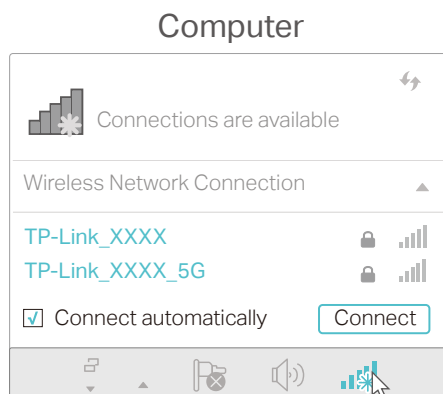 Computer
Connections are available
Wireless Network Connection
TP-Link_XXXX
TP-Link_XXXX_5G
Connect automatically
Connect